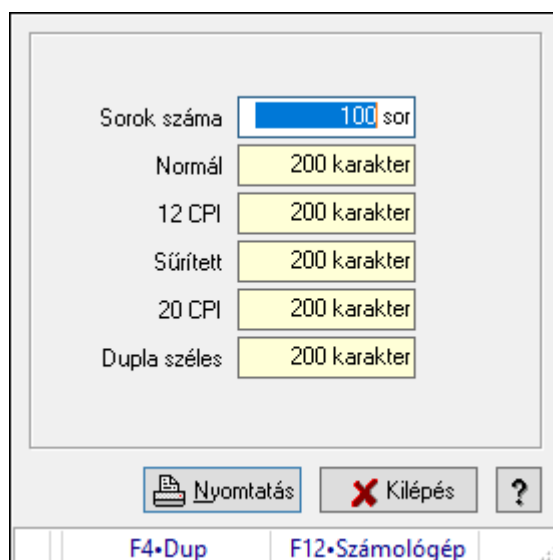 Sorok száma 100 sor
Normál 200 karakter
12 CPI 200 karakter
Sűrített 200 karakter
20 CPI 200 karakter
Dupla széles 200 karakter
Nyomtatás Kilépés ?
F4•Dup F12•Számológép